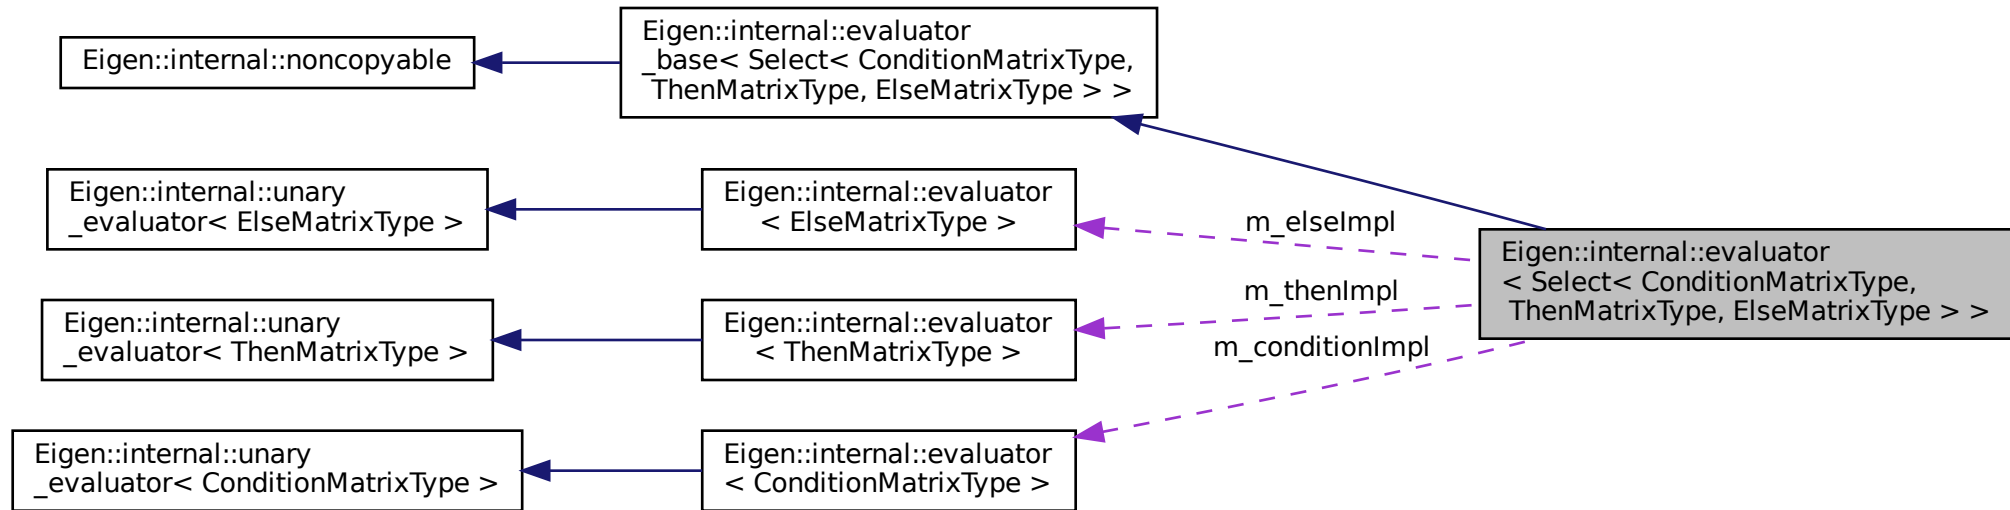 Eigen::internal::noncopyable
Eigen::internal::evaluator
_base< Select< ConditionMatrixType,
ThenMatrixType, ElseMatrixType > >
Eigen::internal::unary
_evaluator< ElseMatrixType >
Eigen::internal::evaluator
< ElseMatrixType >
m_elseImpl
Eigen::internal::evaluator
< Select< ConditionMatrixType,
ThenMatrixType, ElseMatrixType > >
Eigen::internal::unary
_evaluator< ThenMatrixType >
Eigen::internal::evaluator
< ThenMatrixType >
m_thenImpl
m_conditionImpl
Eigen::internal::unary
_evaluator< ConditionMatrixType >
Eigen::internal::evaluator
< ConditionMatrixType >